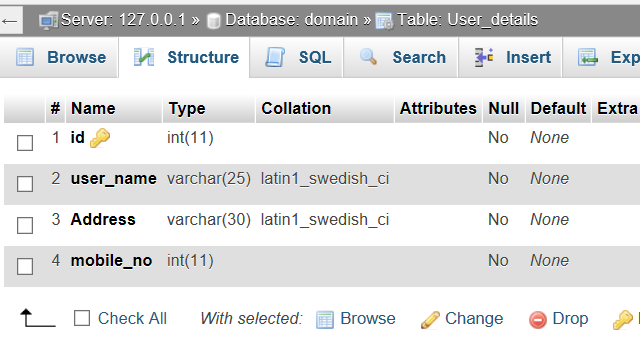 Server: 127.0.0.1 » Database: domain » Table: User_details
Browse Structure SQL Search Insert Exp
# Name Type Collation Attributes Null Default Extra
1 id int(11) No None
2 user_name varchar(25) latin1_swedish_ci No None
3 Address varchar(30) latin1_swedish_ci No None
4 mobile_no int(11) No None
Check All With selected: Browse Change Drop